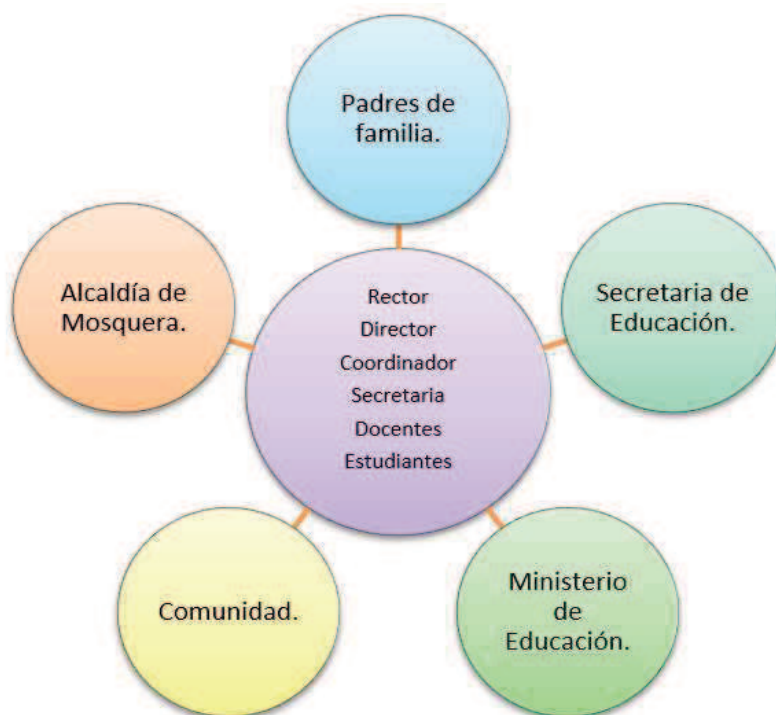 Padres de
familia.
Alcaldía de
Mosquera.
Secretaria de
Educación.
Rector
Director
Coordinador
Secretaria
Docentes
Estudiantes
Comunidad.
Ministerio
de
Educación.